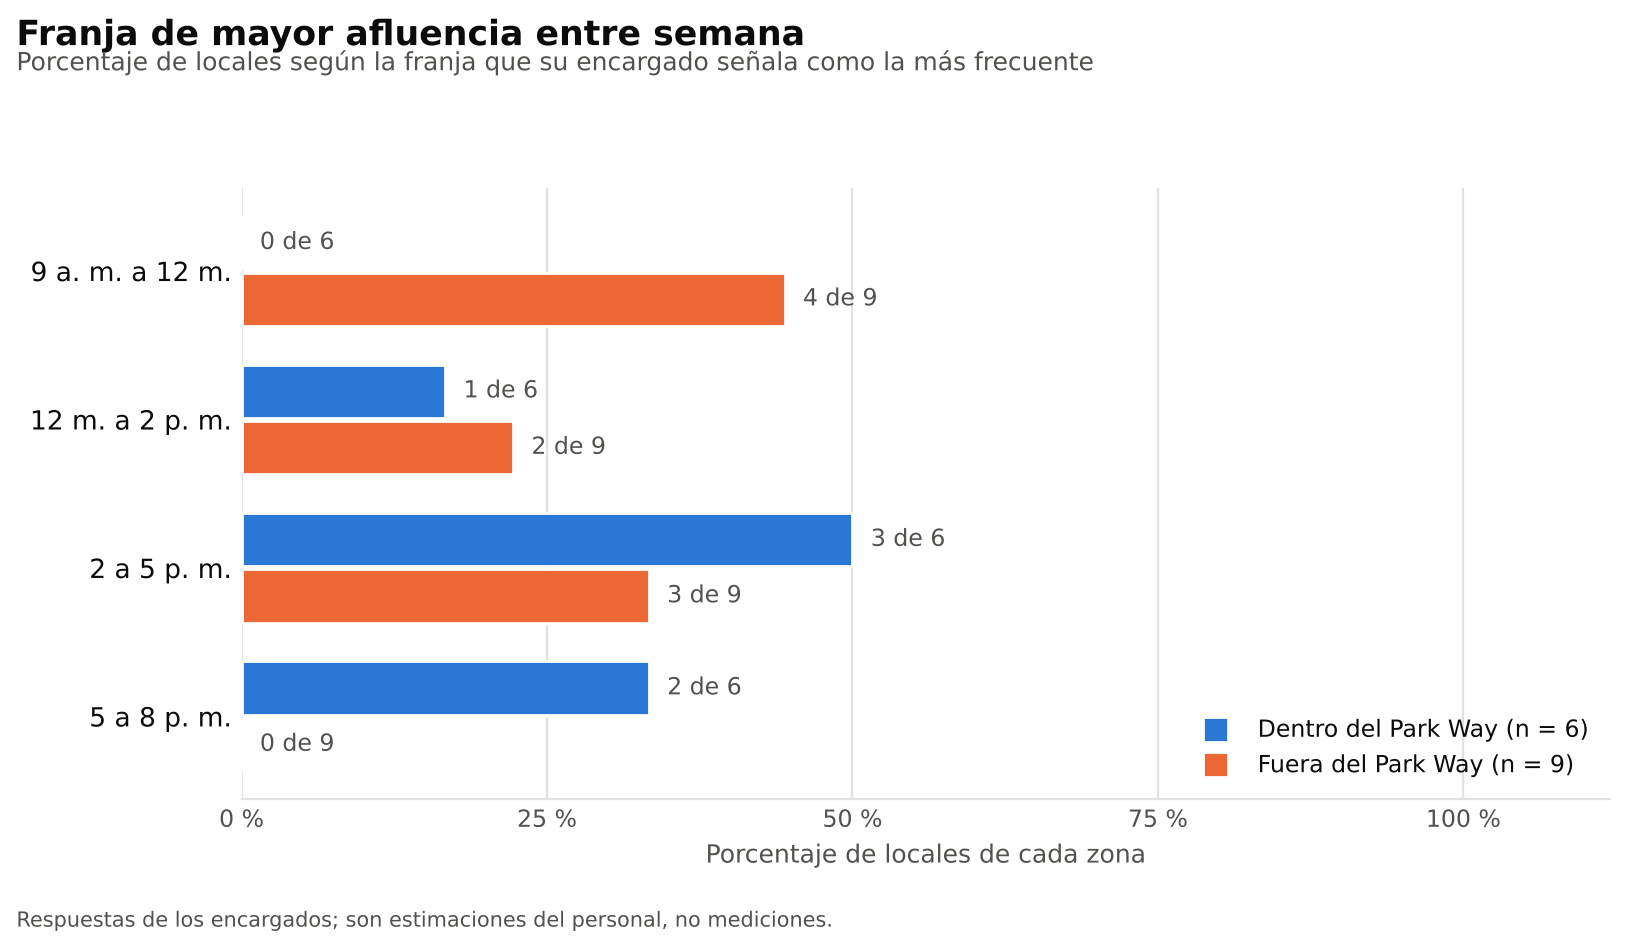 Franja de mayor afluencia entre semana
Porcentaje de locales según la franja que su encargado señala como la más frecuente
9 a. m. a 12 m.
0 de 6
4 de 9
12 m. a 2 p. m.
1 de 6
2 de 9
2 a 5 p. m.
3 de 6
3 de 9
5 a 8 p. m.
2 de 6
0 de 9
Dentro del Park Way (n = 6)
Fuera del Park Way (n = 9)
0 % 25 % 50 % 75 % 100 %
Porcentaje de locales de cada zona
Respuestas de los encargados; son estimaciones del personal, no mediciones.